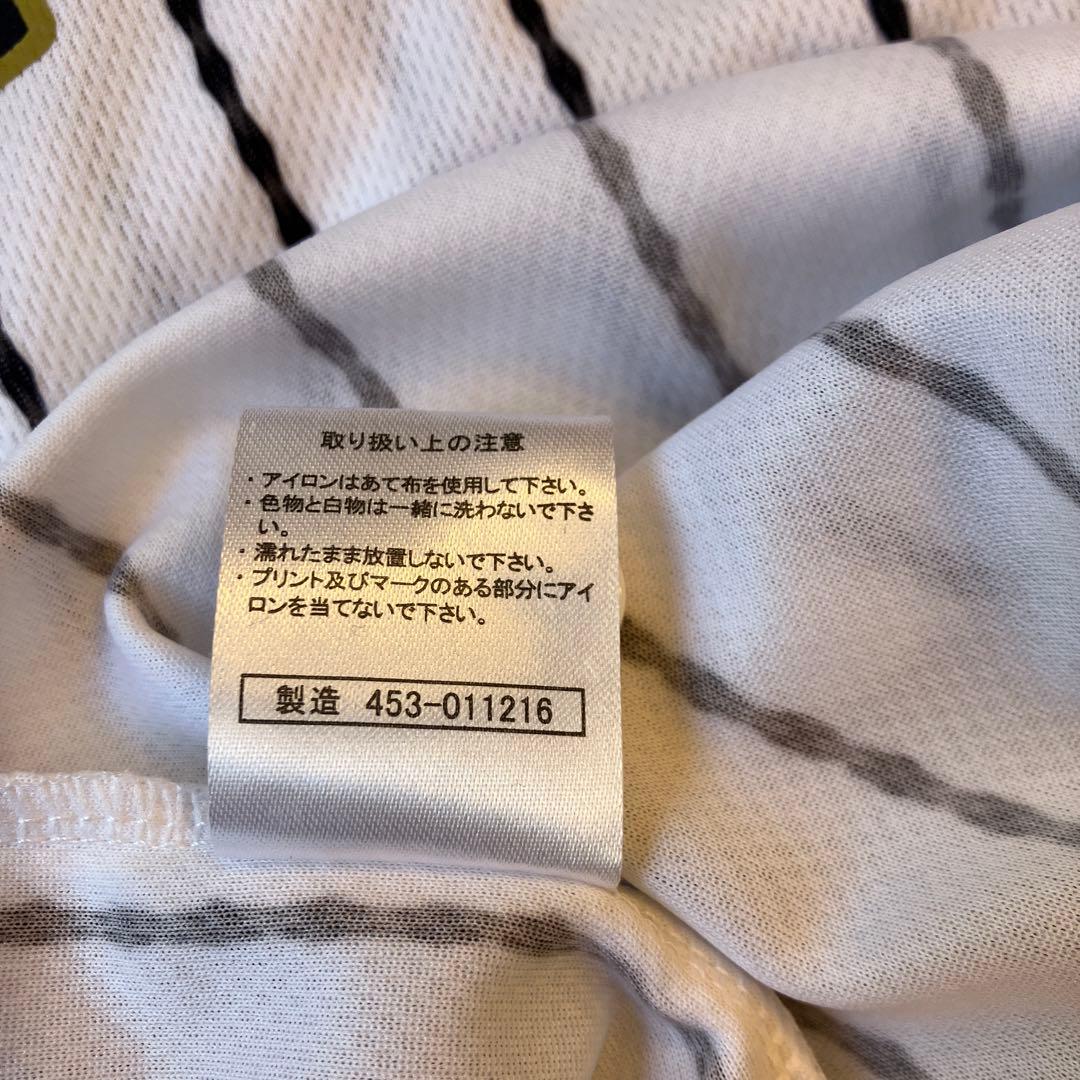 取り扱い上の注意
・アイロンはあて布を使用して下さい。
・色物と白物は一緒に洗わないで下さ
い。
・濡れたまま放置しないで下さい。
・プリント及びマークのある部分にアイ
ロンを当てないで下さい。
製造 453-011216